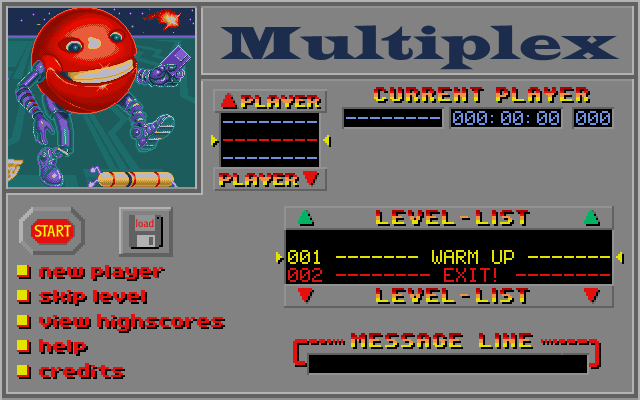 Multiplex
PLAYER
--------
--------
--------
PLAYER
CURRENT PLAYER
-------- 000:00:00 000
START
load
new player
skip level
view highscores
help
credits
LEVEL-LIST
001 ------- WARM UP -------
002 -------- EXIT! --------
LEVEL-LIST
MESSAGE LINE